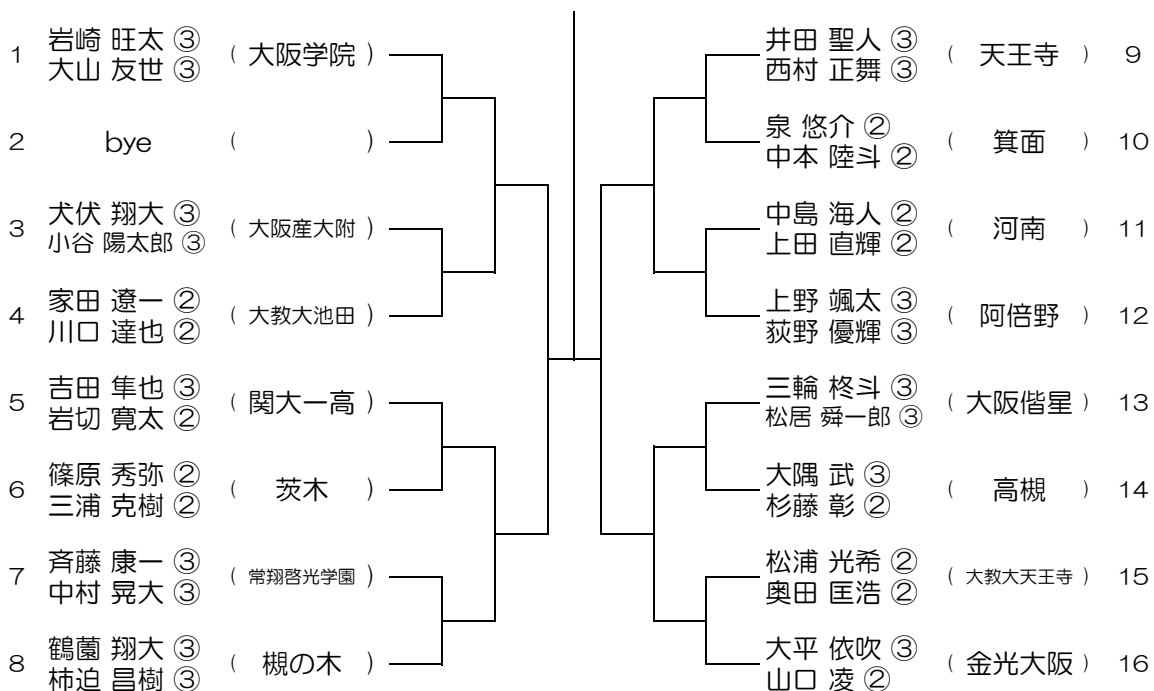 1 岩崎 旺太 ③ ( 大阪学院 )
大山 友世 ③
2 bye ( )
3 犬伏 翔大 ③ ( 大阪産大附 )
小谷 陽太郎 ③
4 家田 遼一 ② ( 大教大池田 )
川口 達也 ②
5 吉田 隼也 ③ ( 関大一高 )
岩切 寛太 ②
6 篠原 秀弥 ② ( 茨木 )
三浦 克樹 ②
7 斉藤 康一 ③ ( 常翔啓光学園 )
中村 晃大 ③
8 鶴薗 翔大 ③ ( 槻の木 )
柿迫 昌樹 ③
井田 聖人 ③ ( 天王寺 ) 9
西村 正舞 ③
泉 悠介 ② ( 箕面 ) 10
中本 陸斗 ②
中島 海人 ② ( 河南 ) 11
上田 直輝 ②
上野 颯太 ③ ( 阿倍野 ) 12
荻野 優輝 ③
三輪 柊斗 ③ ( 大阪偕星 ) 13
松居 舜一郎 ③
大隅 武 ③ ( 高槻 ) 14
杉藤 彰 ②
松浦 光希 ② ( 大教大天王寺 ) 15
奥田 匡浩 ②
大平 依吹 ③ ( 金光大阪 ) 16
山口 凌 ②